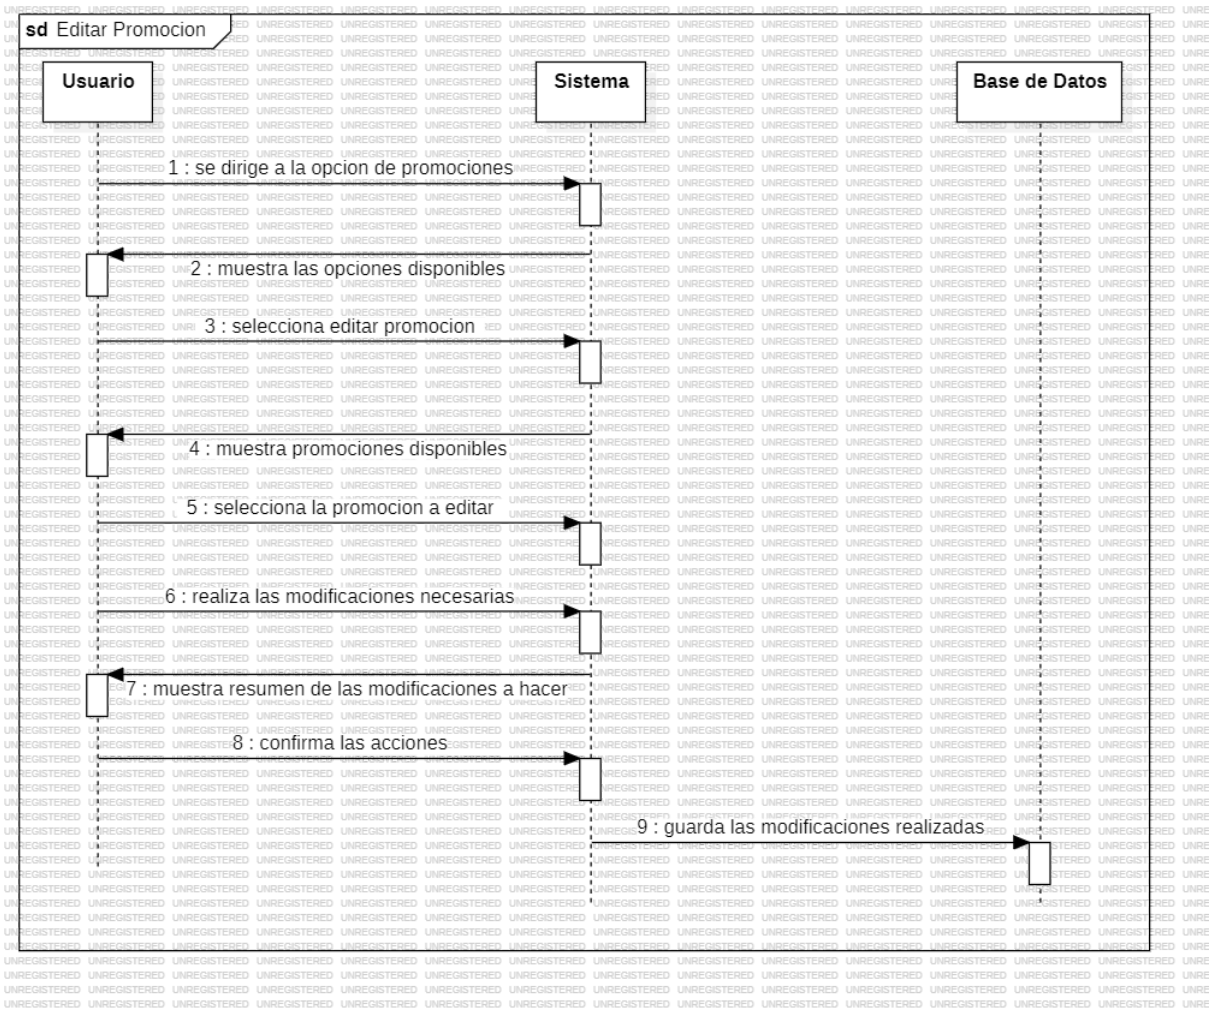 sd Editar Promocion
Usuario
Sistema
Base de Datos
1 : se dirige a la opcion de promociones
2 : muestra las opciones disponibles
3 : selecciona editar promocion
4 : muestra promociones disponibles
5 : selecciona la promocion a editar
6 : realiza las modificaciones necesarias
7 : muestra resumen de las modificaciones a hacer
8 : confirma las acciones
9 : guarda las modificaciones realizadas
UNREGISTERED